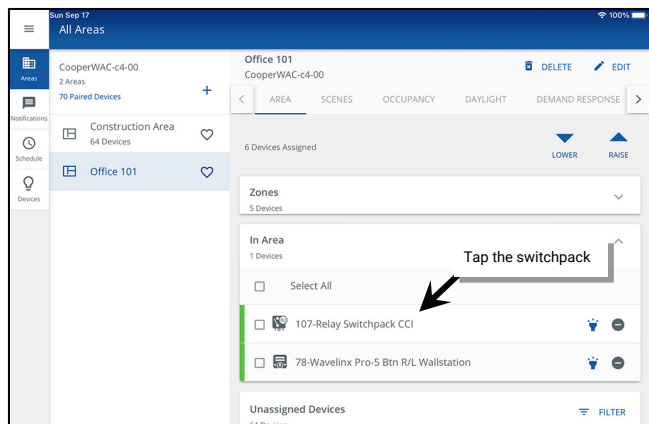 Sun Sep 17
100%
All Areas
Areas
Notifications
Schedule
Devices
CooperWAC-c4-00
2 Areas
70 Paired Devices
+
Construction Area
64 Devices
Office 101
Office 101
CooperWAC-c4-00
DELETE
EDIT
AREA SCENES OCCUPANCY DAYLIGHT DEMAND RESPONSE
6 Devices Assigned
LOWER RAISE
Zones
5 Devices
In Area
1 Devices
Tap the switchpack
Select All
107-Relay Switchpack CCI
78-Wavelinx Pro-5 Btn R/L Wallstation
Unassigned Devices
FILTER
64 Devices